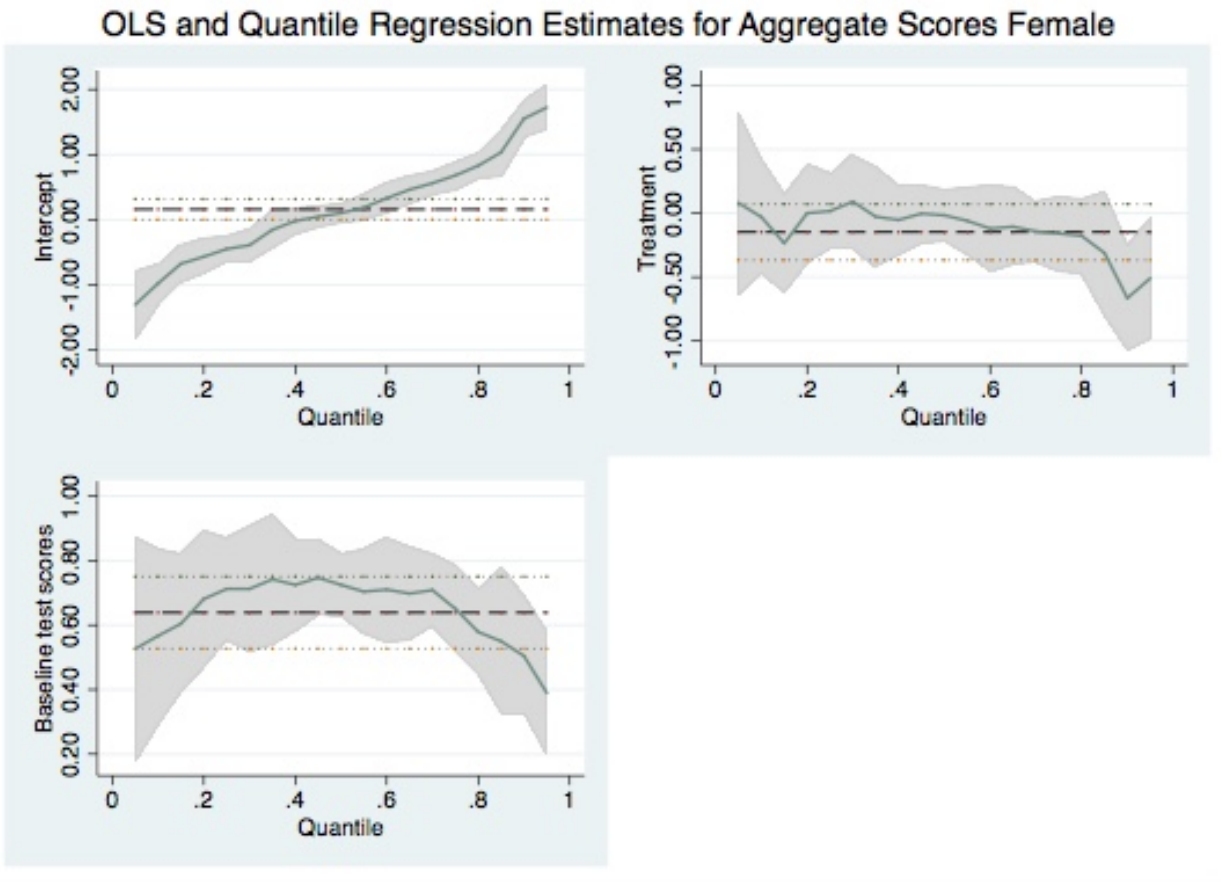 OLS and Quantile Regression Estimates for Aggregate Scores Female
Intercept
2.00
1.00
0.00
-1.00
-2.00
0 .2 .4 .6 .8 1
Quantile
Treatment
1.00
0.50
0.00
-0.50
-1.00
0 .2 .4 .6 .8 1
Quantile
Baseline test scores
1.00
0.80
0.60
0.40
0.20
0 .2 .4 .6 .8 1
Quantile